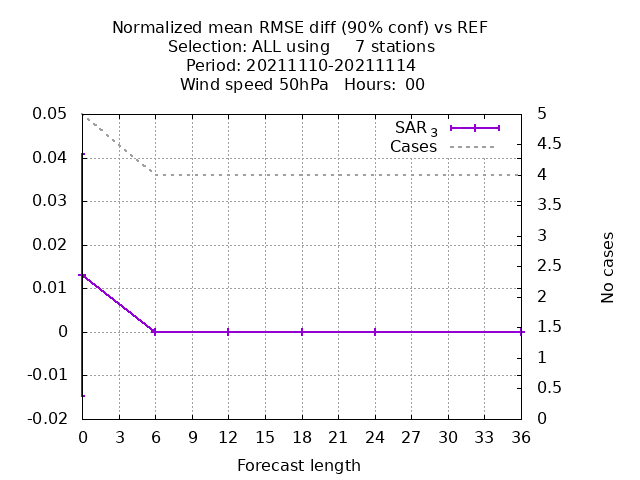 Normalized mean RMSE diff (90% conf) vs REF
Selection: ALL using 7 stations
Period: 20211110-20211114
Wind speed 50hPa Hours: 00
SAR 3
Cases
0.05
0.04
0.03
0.02
0.01
0
-0.01
-0.02
5
4.5
4
3.5
3
2.5
2
1.5
1
0.5
0
No cases
0 3 6 9 12 15 18 21 24 27 30 33 36
Forecast length